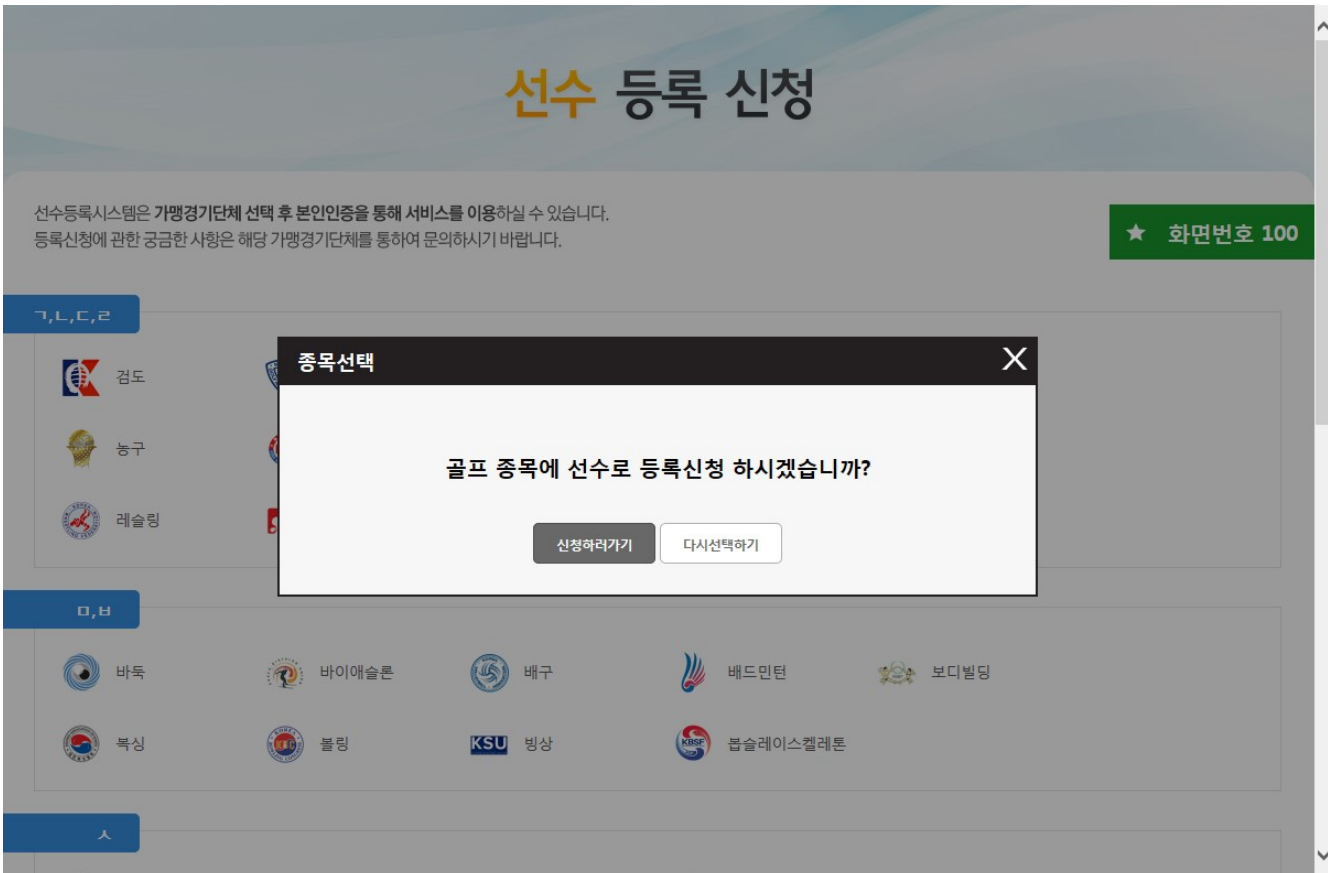 선수 등록 신청
선수등록시스템은 가맹경기단체 선택 후 본인인증을 통해 서비스를 이용하실 수 있습니다.
등록신청에 관한 궁금한 사항은 해당 가맹경기단체를 통하여 문의하시기 바랍니다.
★ 화면번호 100
ㄱ,ㄴ,ㄷ,ㄹ
종목선택 X
검도
골프 종목에 선수로 등록신청 하시겠습니까?
농구
신청하러가기 다시선택하기
레슬링
ㅁ,ㅂ
바둑 바이애슬론 배구 배드민턴 보디빌딩
복싱 볼링 KSU 빙상 KBSF 봅슬레이스켈레톤
ㅅ